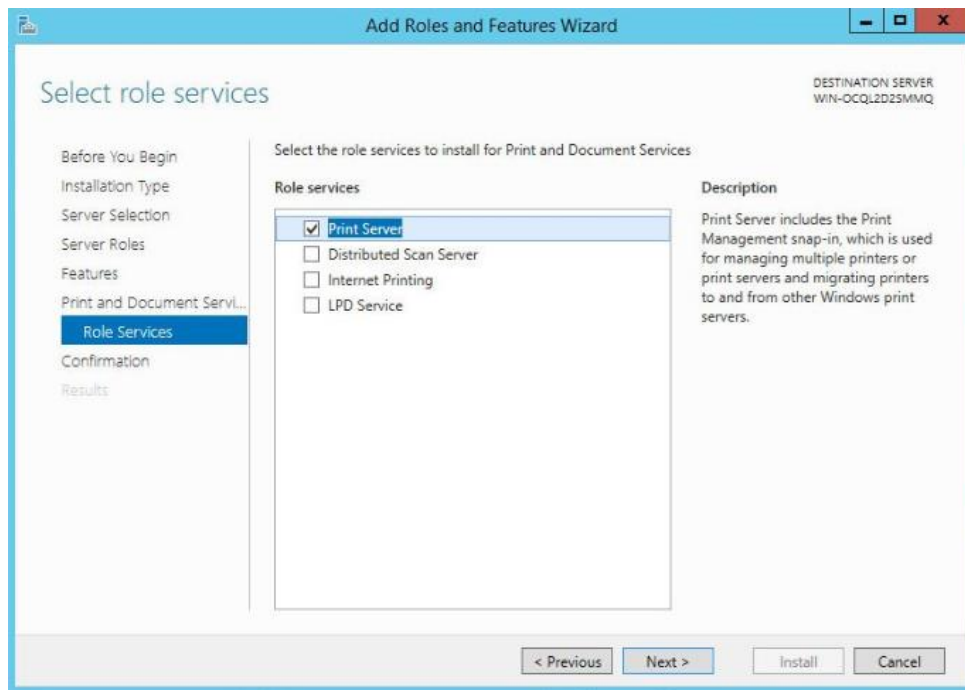 Add Roles and Features Wizard
Select role services
DESTINATION SERVER
WIN-OCQL2D2SMMQ
Before You Begin
Installation Type
Server Selection
Server Roles
Features
Print and Document Servi...
Role Services
Confirmation
Results
Select the role services to install for Print and Document Services
Role services
Print Server
Distributed Scan Server
Internet Printing
LPD Service
Description
Print Server includes the Print
Management snap-in, which is used
for managing multiple printers or
print servers and migrating printers
to and from other Windows print
servers.
< Previous
Next >
Install
Cancel